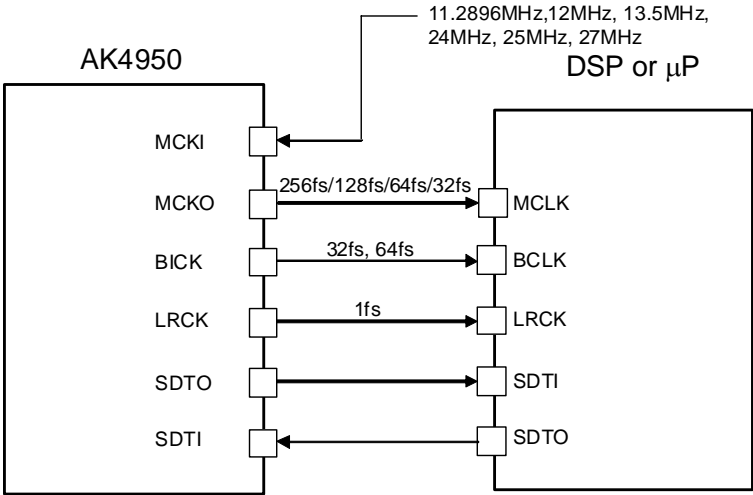 11.2896MHz,12MHz, 13.5MHz,
24MHz, 25MHz, 27MHz
AK4950
DSP or μP
MCKI
MCKO
256fs/128fs/64fs/32fs
MCLK
BICK
32fs, 64fs
BCLK
LRCK
1fs
LRCK
SDTO
SDTI
SDTI
SDTO